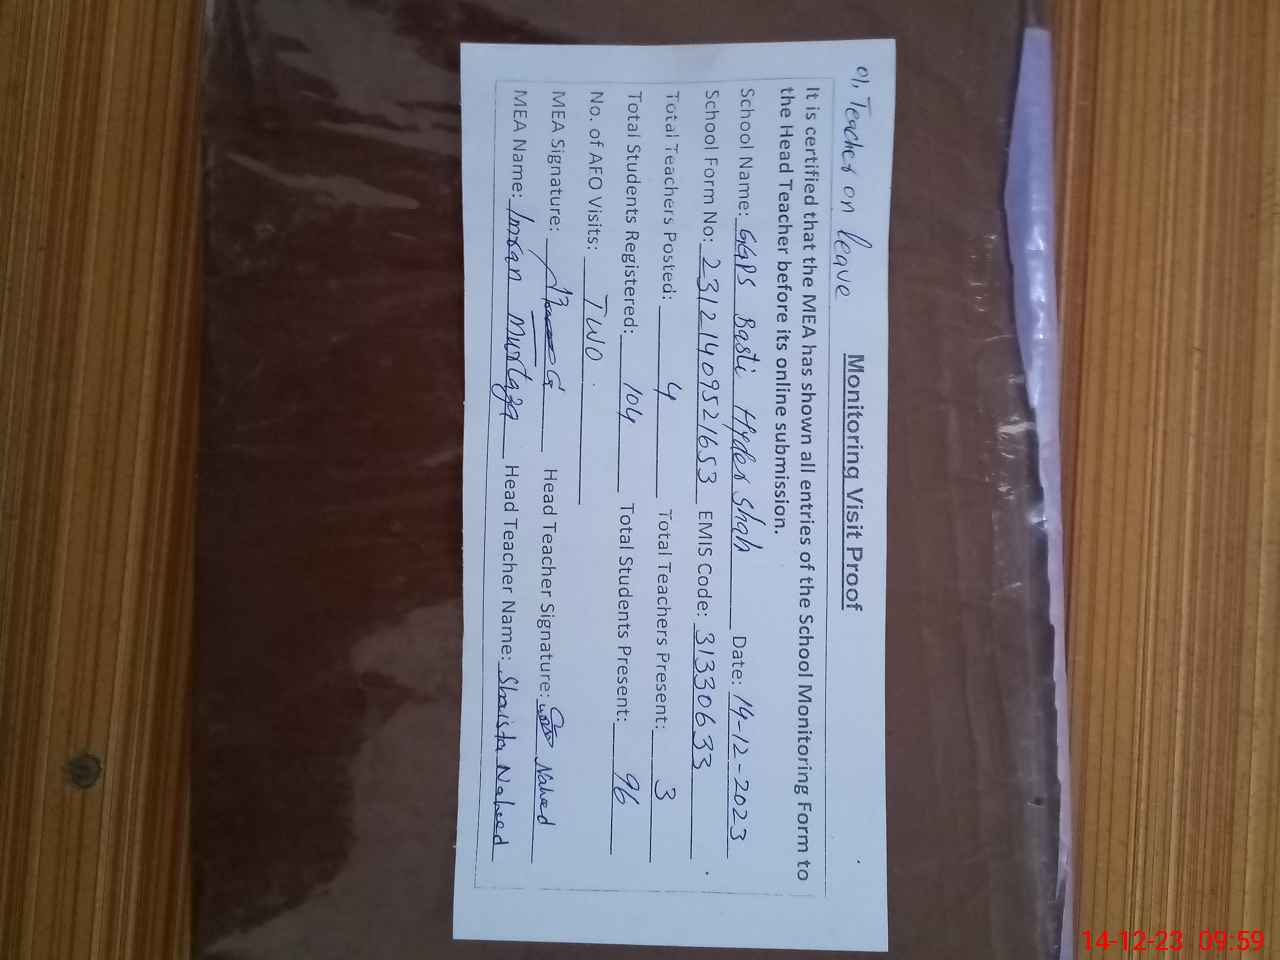 01, Teacher on leave
Monitoring Visit Proof
It is certified that the MEA has shown all entries of the School Monitoring Form to
the Head Teacher before its online submission.
School Name: GGPS Basti Hyder Shah Date: 14-12-2023
School Form No: 23121409521653 EMIS Code: 31330633
Total Teachers Posted: 4 Total Teachers Present: 3
Total Students Registered: 104 Total Students Present: 96
No. of AFO Visits: TWO
MEA Signature: Head Teacher Signature: Naheed
MEA Name: Imran Murtaza Head Teacher Name: Shaista Naheed
14-12-23 09:59